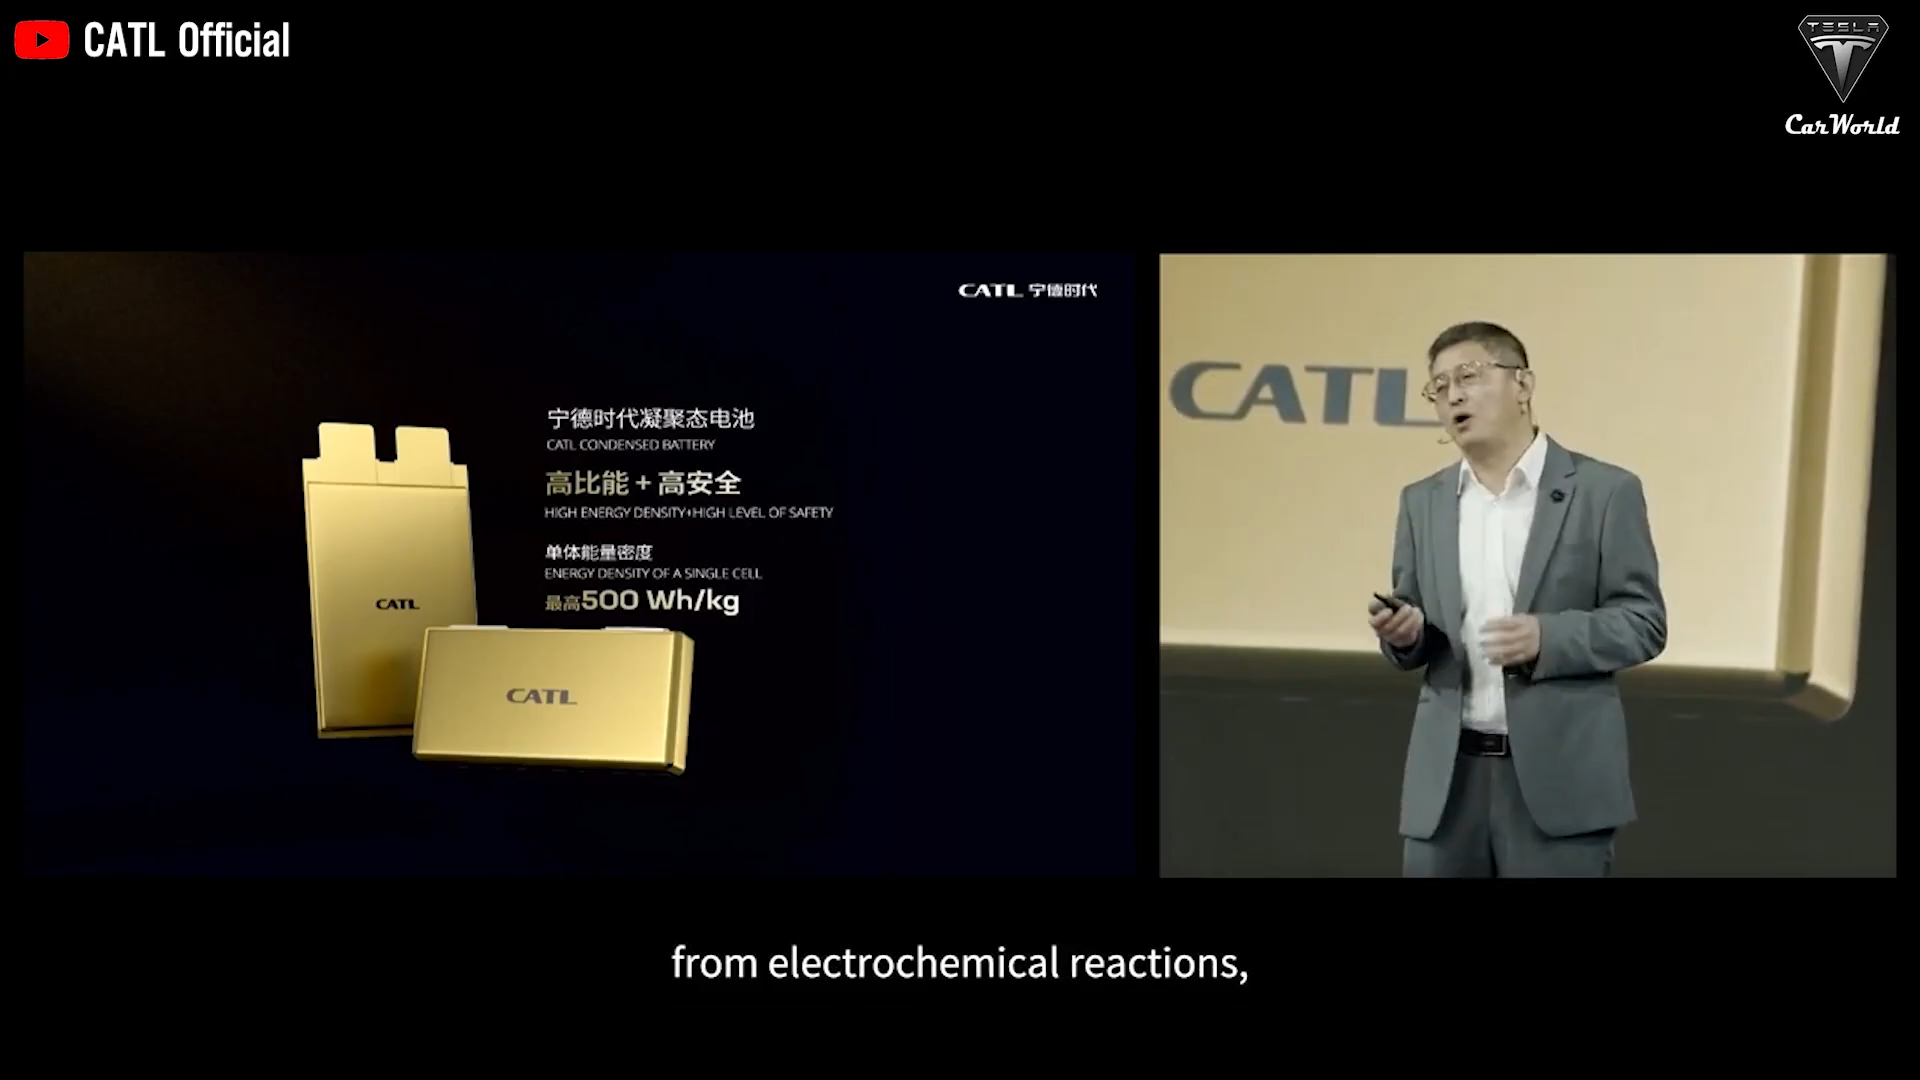 CATL Official
TESLA
CarWorld
CATL 宁德时代
宁德时代凝聚态电池
CATL CONDENSED BATTERY
高比能+高安全
HIGH ENERGY DENSITY+HIGH LEVEL OF SAFETY
单体能量密度
ENERGY DENSITY OF A SINGLE CELL
最高500 Wh/kg
CATL
CATL
CATL
from electrochemical reactions,